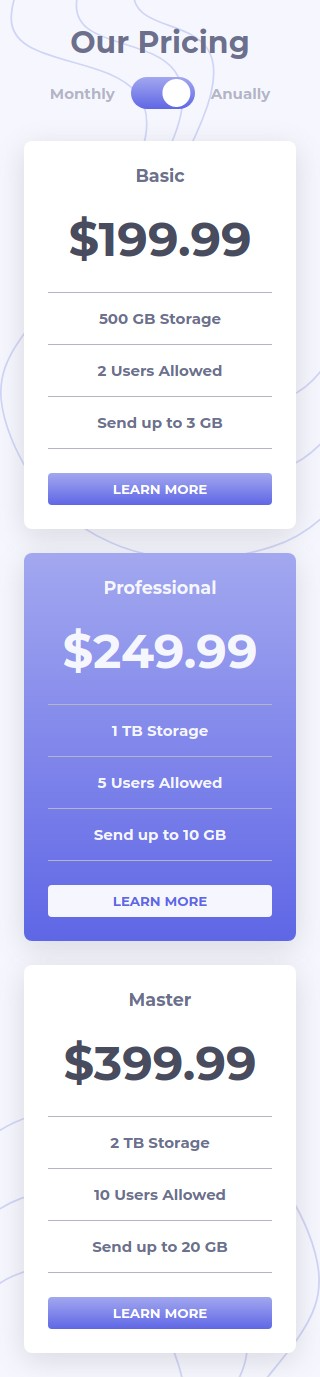 Our Pricing
Monthly Anually
Basic
$199.99
500 GB Storage
2 Users Allowed
Send up to 3 GB
LEARN MORE
Professional
$249.99
1 TB Storage
5 Users Allowed
Send up to 10 GB
LEARN MORE
Master
$399.99
2 TB Storage
10 Users Allowed
Send up to 20 GB
LEARN MORE